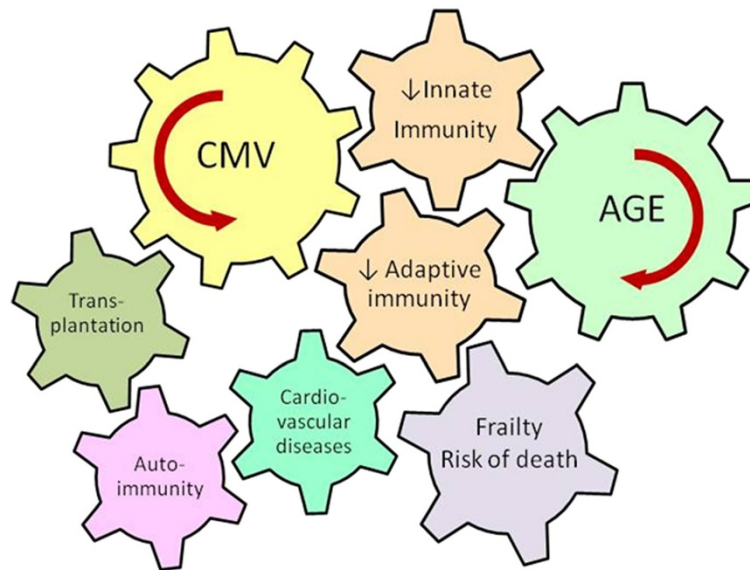 CMV
↓Innate
Immunity
AGE
↓ Adaptive
immunity
Trans-
plantation
Cardio-
vascular
diseases
Auto-
immunity
Frailty
Risk of death